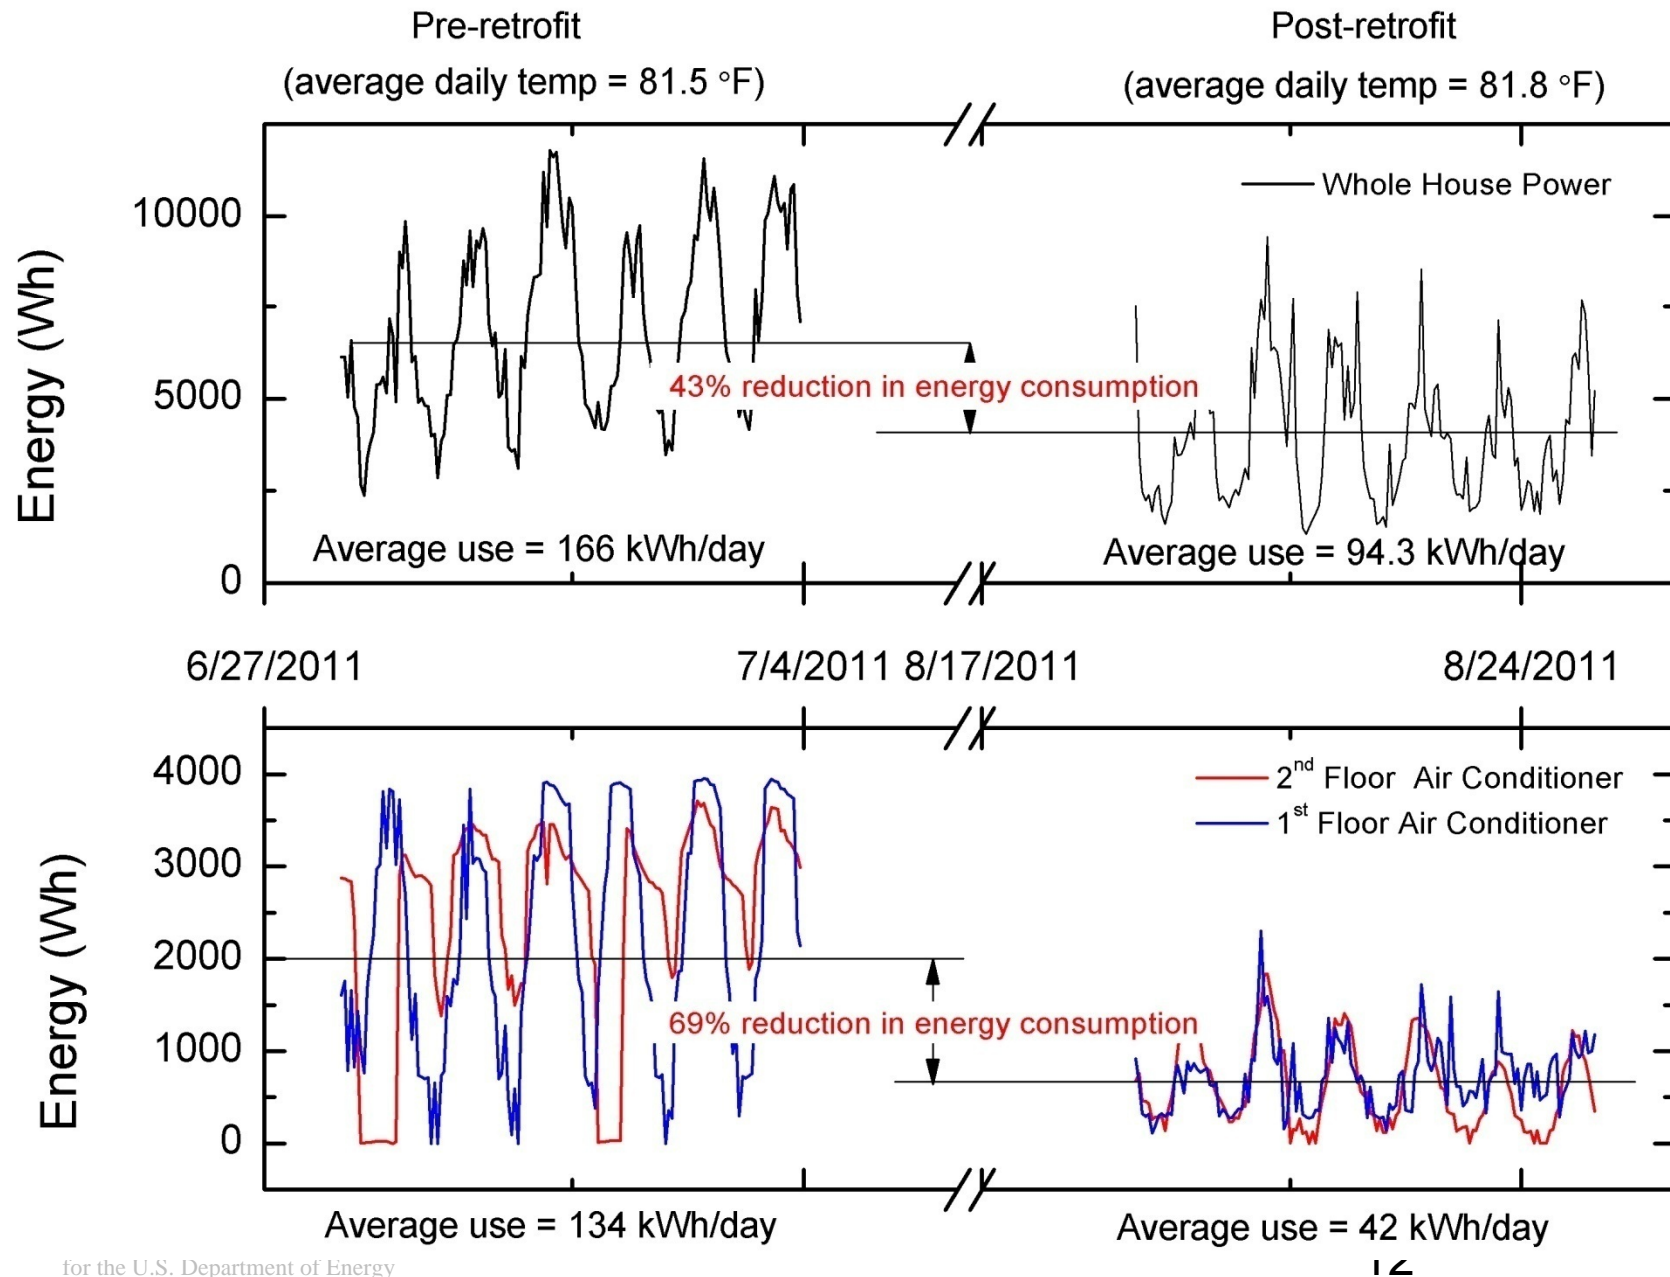 Pre-retrofit
(average daily temp = 81.5 °F)
Post-retrofit
(average daily temp = 81.8 °F)
Energy (Wh)
10000
5000
0
Whole House Power
43% reduction in energy consumption
Average use = 166 kWh/day
Average use = 94.3 kWh/day
6/27/2011
7/4/2011
8/17/2011
8/24/2011
Energy (Wh)
4000
3000
2000
1000
0
2nd Floor Air Conditioner
1st Floor Air Conditioner
69% reduction in energy consumption
Average use = 134 kWh/day
Average use = 42 kWh/day
for the U.S. Department of Energy
12